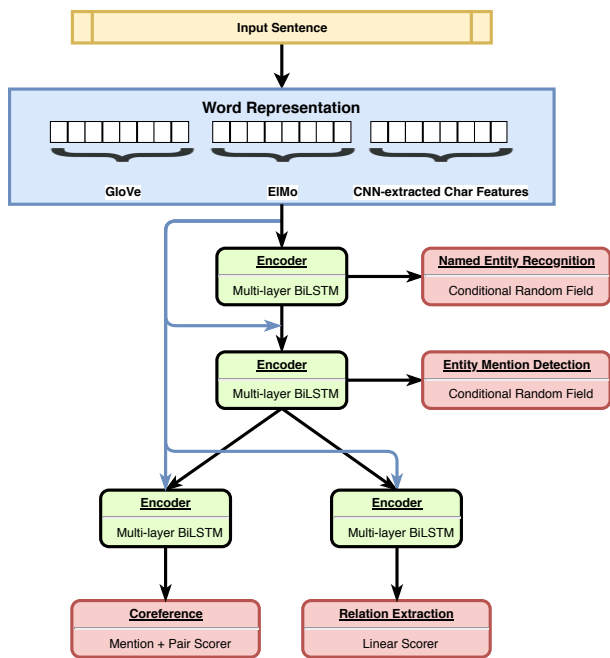 Input Sentence
Word Representation
GloVe
ElMo
CNN-extracted Char Features
Encoder
Multi-layer BiLSTM
Named Entity Recognition
Conditional Random Field
Encoder
Multi-layer BiLSTM
Entity Mention Detection
Conditional Random Field
Encoder
Multi-layer BiLSTM
Encoder
Multi-layer BiLSTM
Coreference
Mention + Pair Scorer
Relation Extraction
Linear Scorer